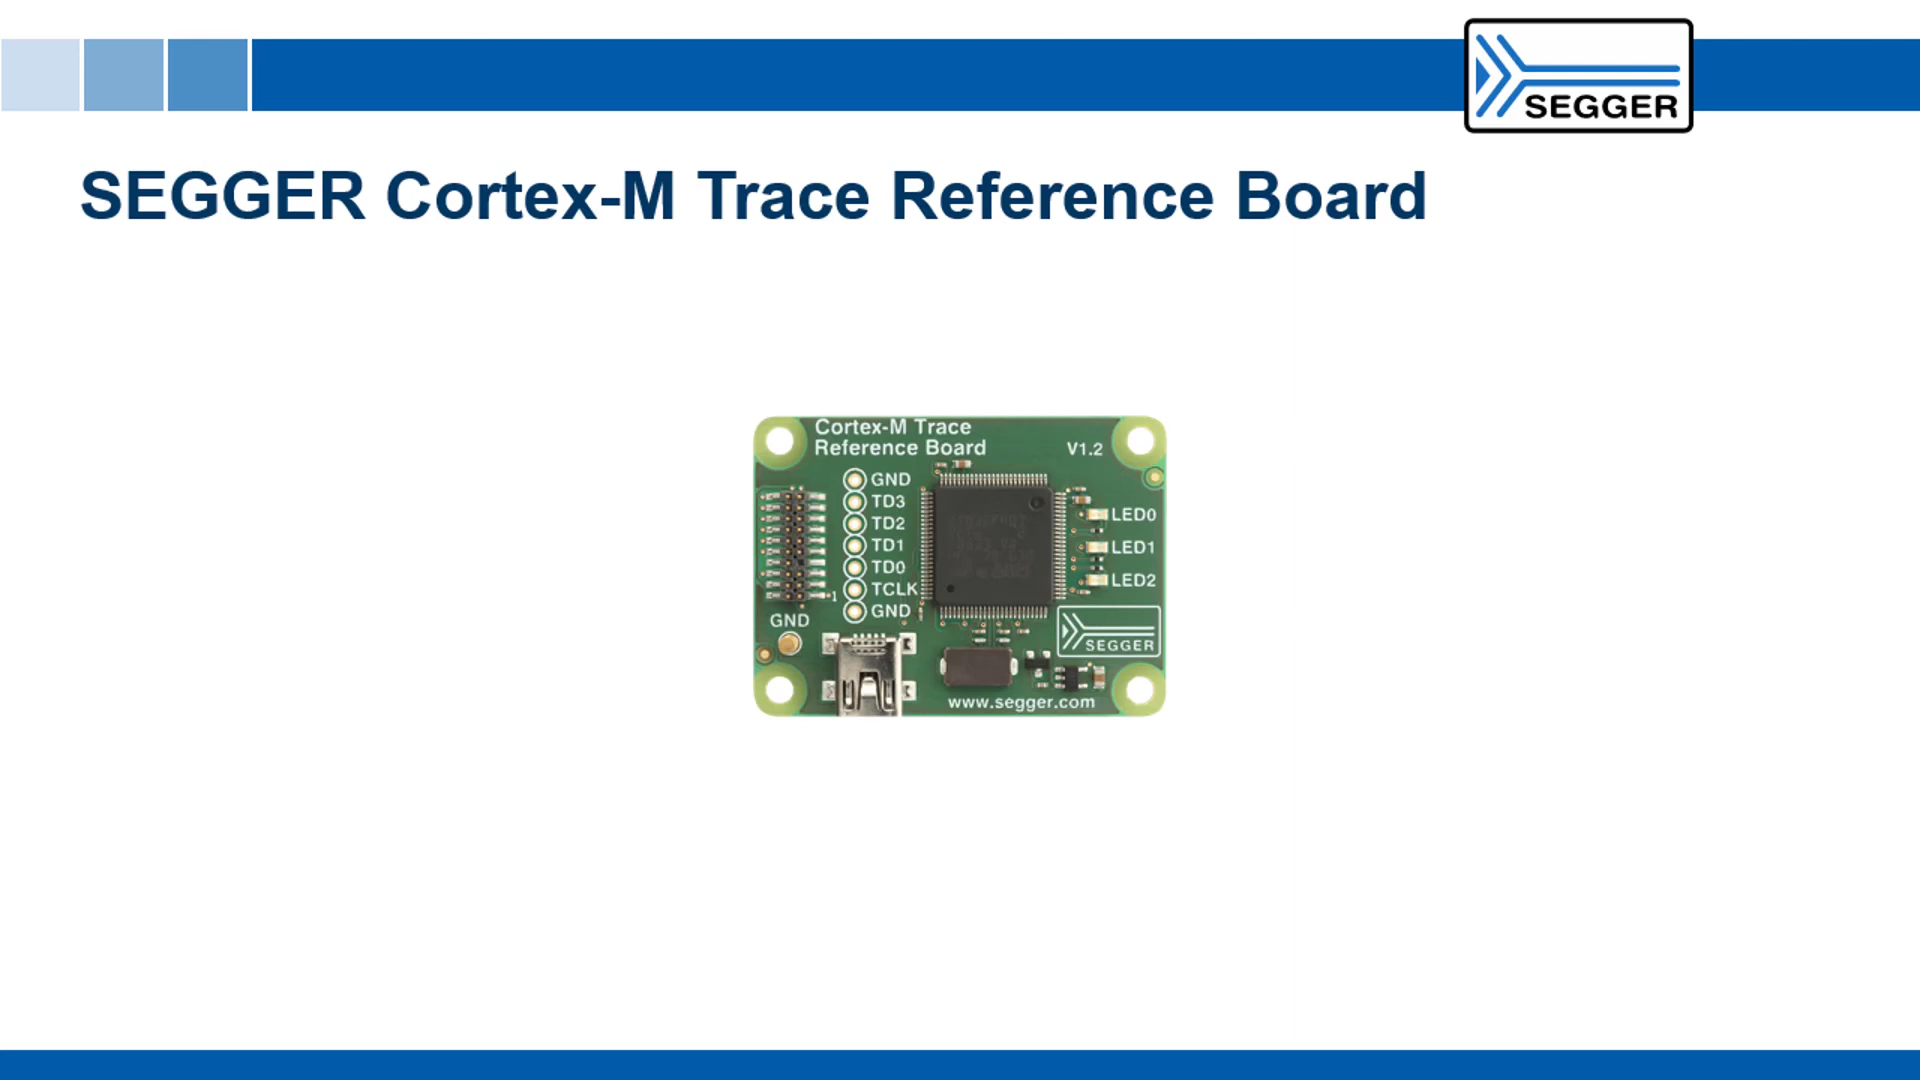 SEGGER
SEGGER Cortex-M Trace Reference Board
Cortex-M Trace
Reference Board
V1.2
GND
TD3
TD2
TD1
TD0
TCLK
GND
1
GND
LED0
LED1
LED2
SEGGER
www.segger.com